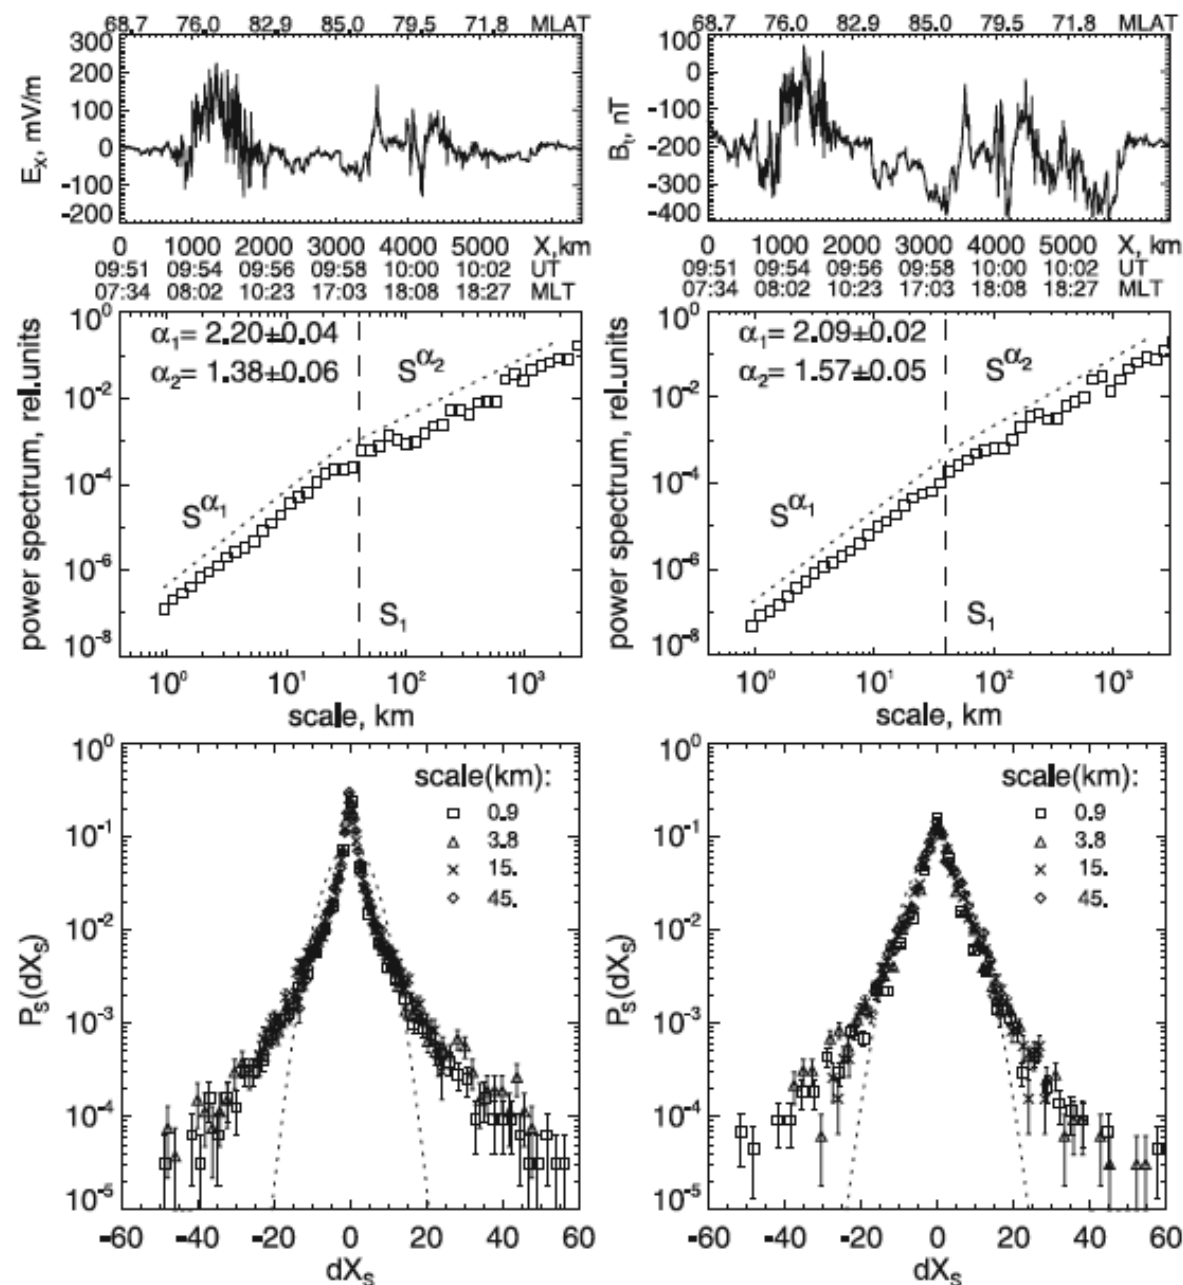 68.7 76.0 82.9 85.0 79.5 71.8 MLAT
300
200
100
0
-100
-200
Ex, mV/m
0 1000 2000 3000 4000 5000 X,km
09:51 09:54 09:56 09:58 10:00 10:02 UT
07:34 08:02 10:23 17:03 18:08 18:27 MLT
68.7 76.0 82.9 85.0 79.5 71.8 MLAT
100
0
-100
-200
-300
-400
Bt, nT
0 1000 2000 3000 4000 5000 X,km
09:51 09:54 09:56 09:58 10:00 10:02 UT
07:34 08:02 10:23 17:03 18:08 18:27 MLT
α1= 2.20±0.04
α2= 1.38±0.06
S^α2
S^α1
S1
10^0
10^-2
10^-4
10^-6
10^-8
power spectrum, rel.units
10^0 10^1 10^2 10^3
scale, km
α1= 2.09±0.02
α2= 1.57±0.05
S^α2
S^α1
S1
10^0
10^-2
10^-4
10^-6
10^-8
power spectrum, rel.units
10^0 10^1 10^2 10^3
scale, km
10^0
10^-1
10^-2
10^-3
10^-4
10^-5
Ps(dXs)
scale(km):
0.9
3.8
15.
45.
-60 -40 -20 0 20 40 60
dXs
10^0
10^-1
10^-2
10^-3
10^-4
10^-5
Ps(dXs)
scale(km):
0.9
3.8
15.
45.
-60 -40 -20 0 20 40 60
dXs